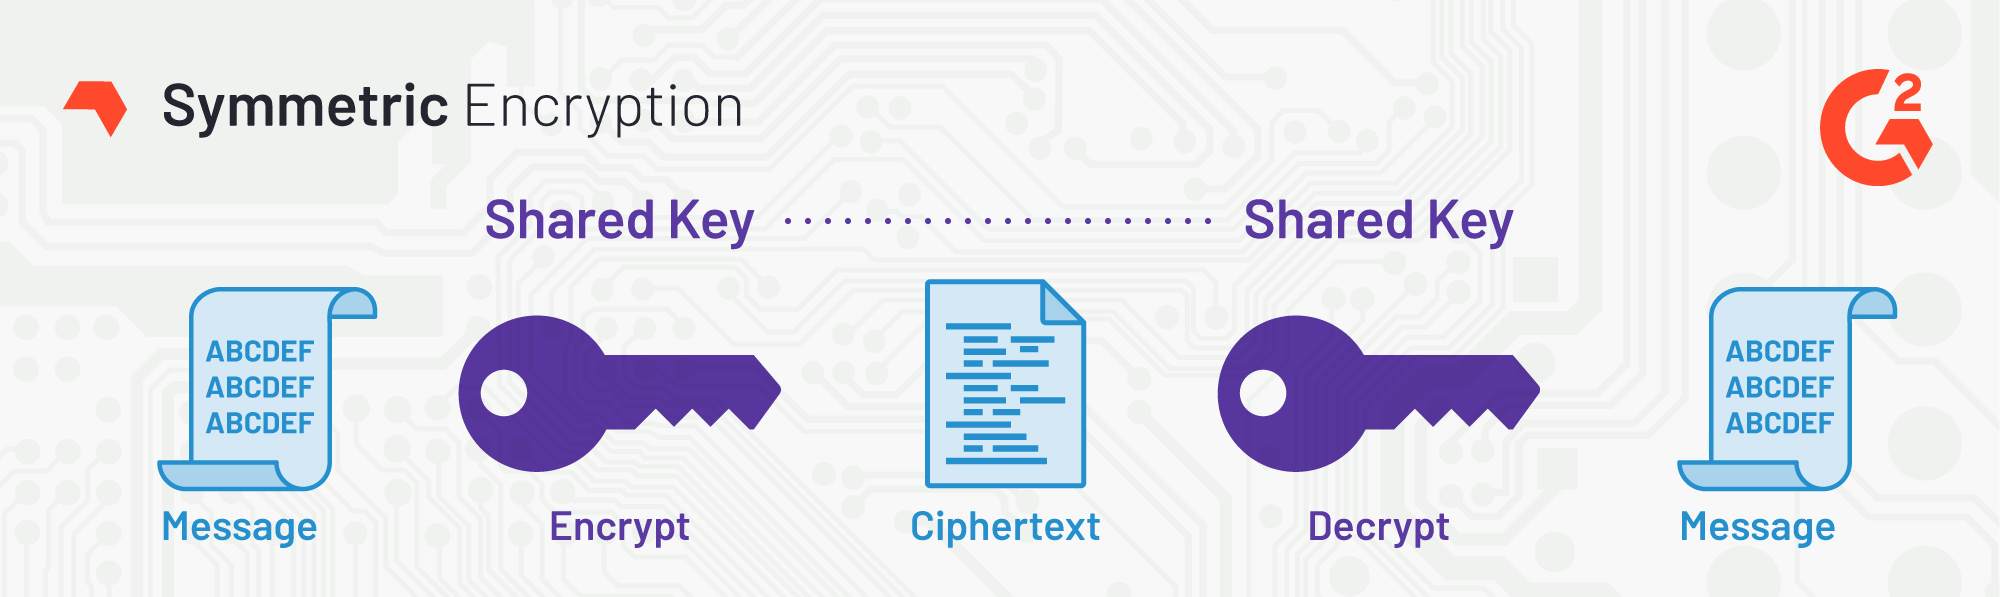 Symmetric Encryption
G2
Shared Key
Shared Key
ABCDEF
ABCDEF
ABCDEF
ABCDEF
ABCDEF
ABCDEF
Message
Encrypt
Ciphertext
Decrypt
Message